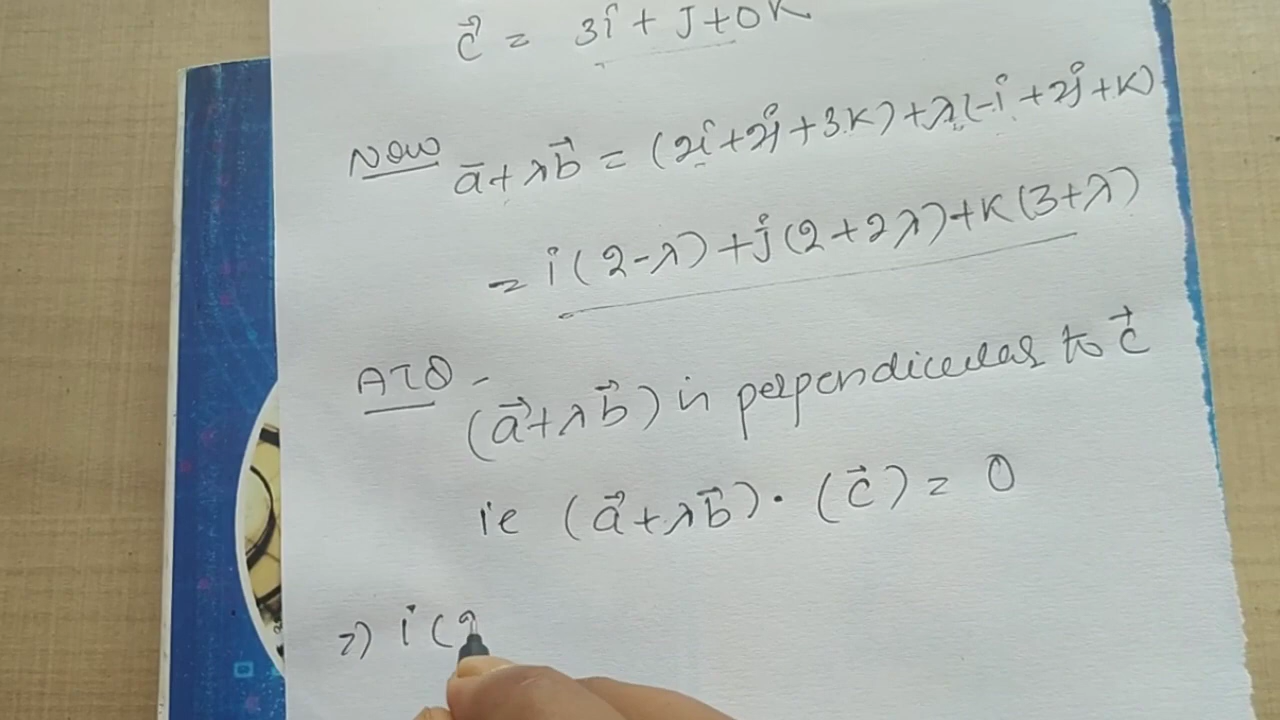 c⃗ = 3i + j + 0k
Now a⃗ + λb⃗ = (2i + 2j + 3k) + λ(-i + 2j + k)
= i(2-λ) + j(2+2λ) + k(3+λ)
ATQ -
(a⃗ + λb⃗) is perpendicular to c⃗
ie (a⃗ + λb⃗) · (c⃗) = 0
⇒) i(2